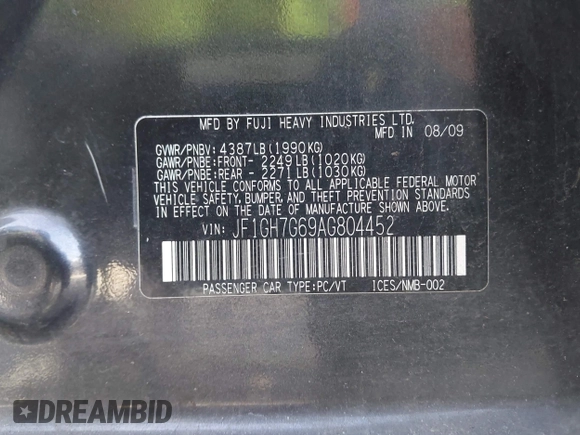 MFD BY FUJI HEAVY INDUSTRIES LTD.
MFD IN 08/09
GVWR/PNBV: 4387LB(1990KG)
GAWR/PNBE:FRONT- 2249LB(1020KG)
GAWR/PNBE:REAR - 2271LB(1030KG)
THIS VEHICLE CONFORMS TO ALL APPLICABLE FEDERAL MOTOR
VEHICLE SAFETY, BUMPER, AND THEFT PREVENTION STANDARDS
IN EFFECT ON THE DATE OF MANUFACTURE SHOWN ABOVE.
VIN: JF1GH7G69AG804452
PASSENGER CAR TYPE:PC/VT ICES/NMB-002
DREAMBID